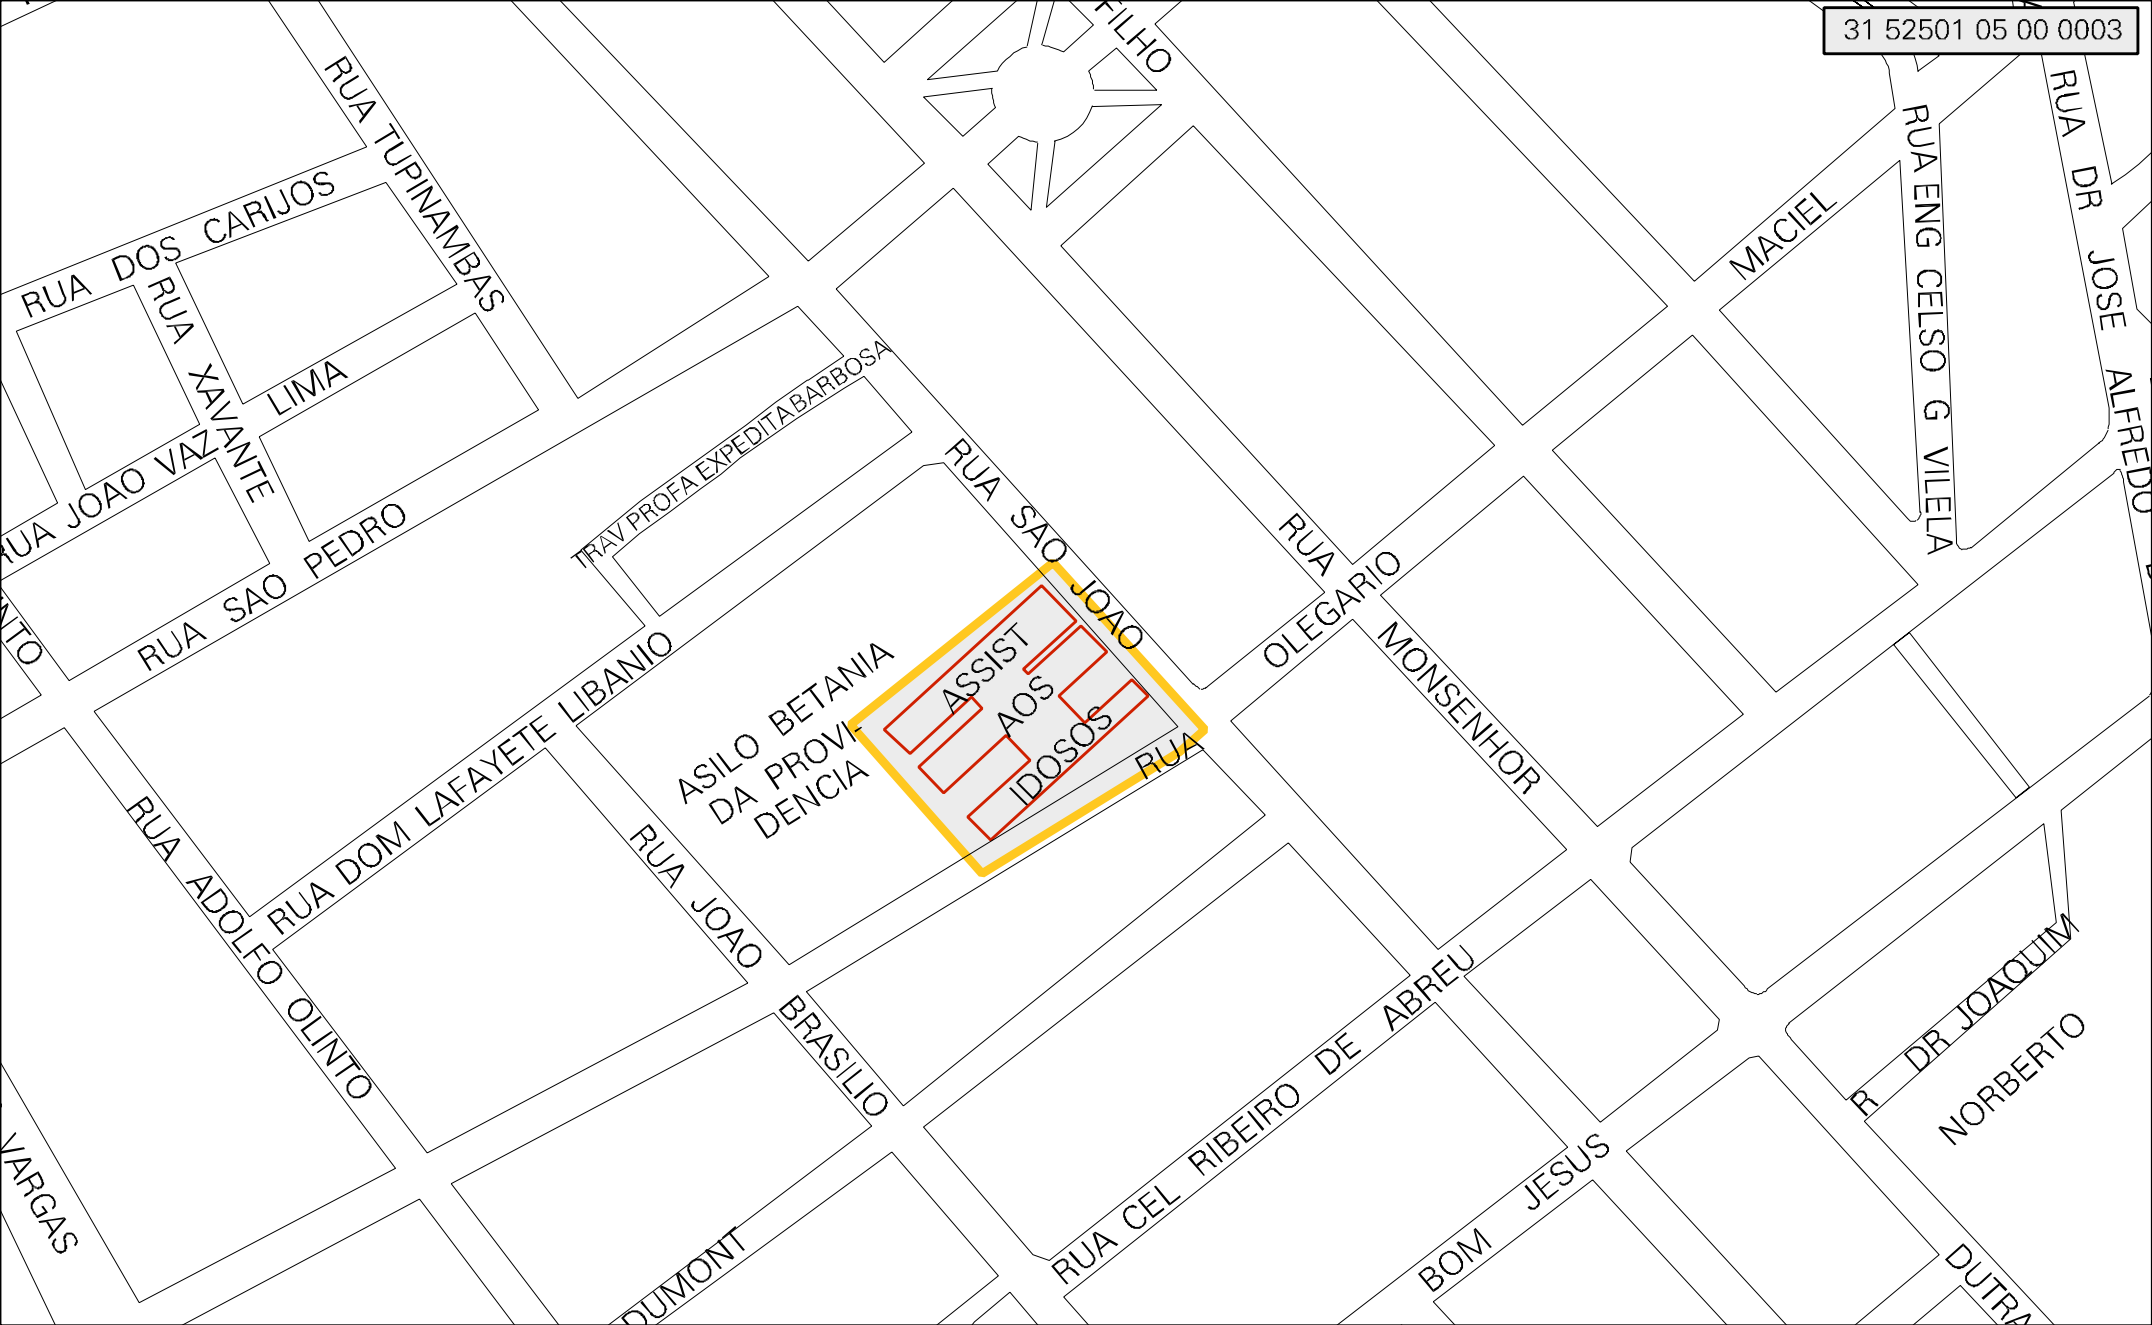 31 52501 05 00 0003
FILHO
RUA TUPINAMBAS
RUA DOS CARIJOS
RUA XAVANTE
RUA JOAO VAZ LIMA
RUA SAO PEDRO
TRAV PROFA EXPEDITA BARBOSA
RUA SAO JOAO
RUA MONSENHOR
RUA OLEGARIO MACIEL
RUA ENG CELSO G VILELA
RUA DR JOSE ALFREDO
RUA DOM LAFAYETE LIBANIO
ASILO BETANIA
DA PROVI-
DENCIA
ASSIST
AOS
IDOSOS
RUA ADOLFO OLINTO
RUA JOAO BRASILIO
RUA CEL RIBEIRO DE ABREU
BOM JESUS
R DR JOAQUIM
NORBERTO
DUTRA
DUMONT
VARGAS